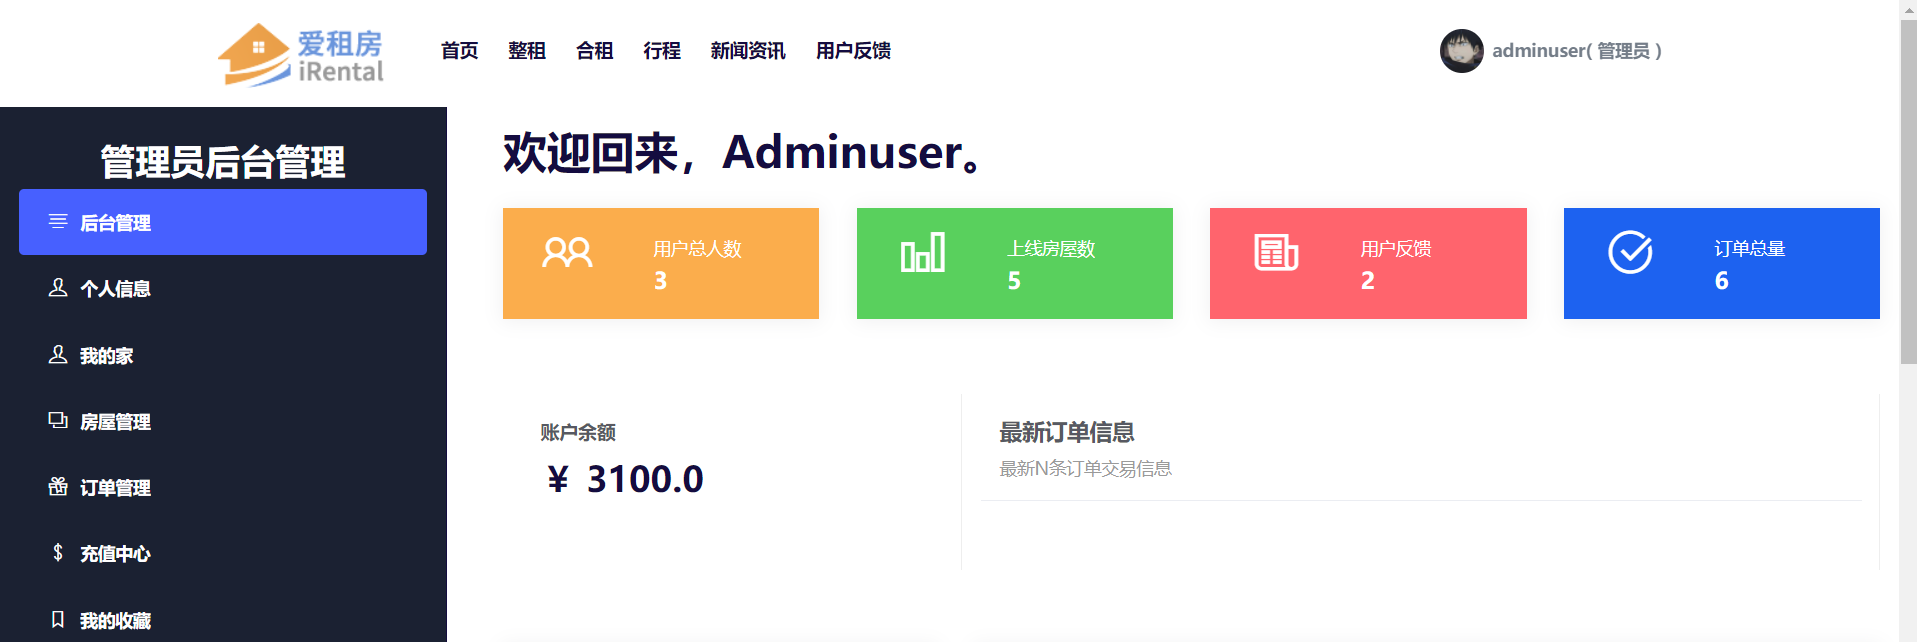 爱租房
iRental
首页 整租 合租 行程 新闻资讯 用户反馈
adminuser( 管理员 )
管理员后台管理
后台管理
个人信息
我的家
房屋管理
订单管理
充值中心
我的收藏
欢迎回来，Adminuser。
用户总人数
3
上线房屋数
5
用户反馈
2
订单总量
6
账户余额
¥ 3100.0
最新订单信息
最新N条订单交易信息